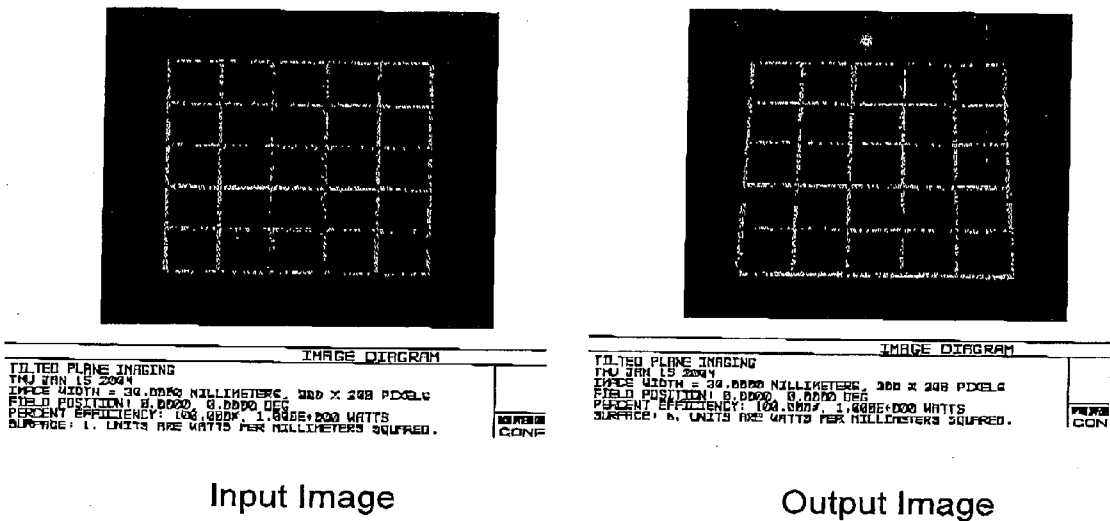 IMAGE DIAGRAM
TILTED PLANE IMAGING
THU JAN 15 2004
IMAGE WIDTH = 30.0000 MILLIMETERS, 300 X 300 PIXELS
FIELD POSITION: 0.0000, 0.0000 DEG
PERCENT EFFICIENCY: 100.000%, 1.000E+000 WATTS
SURFACE: 1. UNITS ARE WATTS PER MILLIMETERS SQUARED.
CONF
Input Image
IMAGE DIAGRAM
TILTED PLANE IMAGING
THU JAN 15 2004
IMAGE WIDTH = 30.0000 MILLIMETERS, 300 X 300 PIXELS
FIELD POSITION: 0.0000, 0.0000 DEG
PERCENT EFFICIENCY: 100.000%, 1.000E+000 WATTS
SURFACE: 6. UNITS ARE WATTS PER MILLIMETERS SQUARED.
CON
Output Image